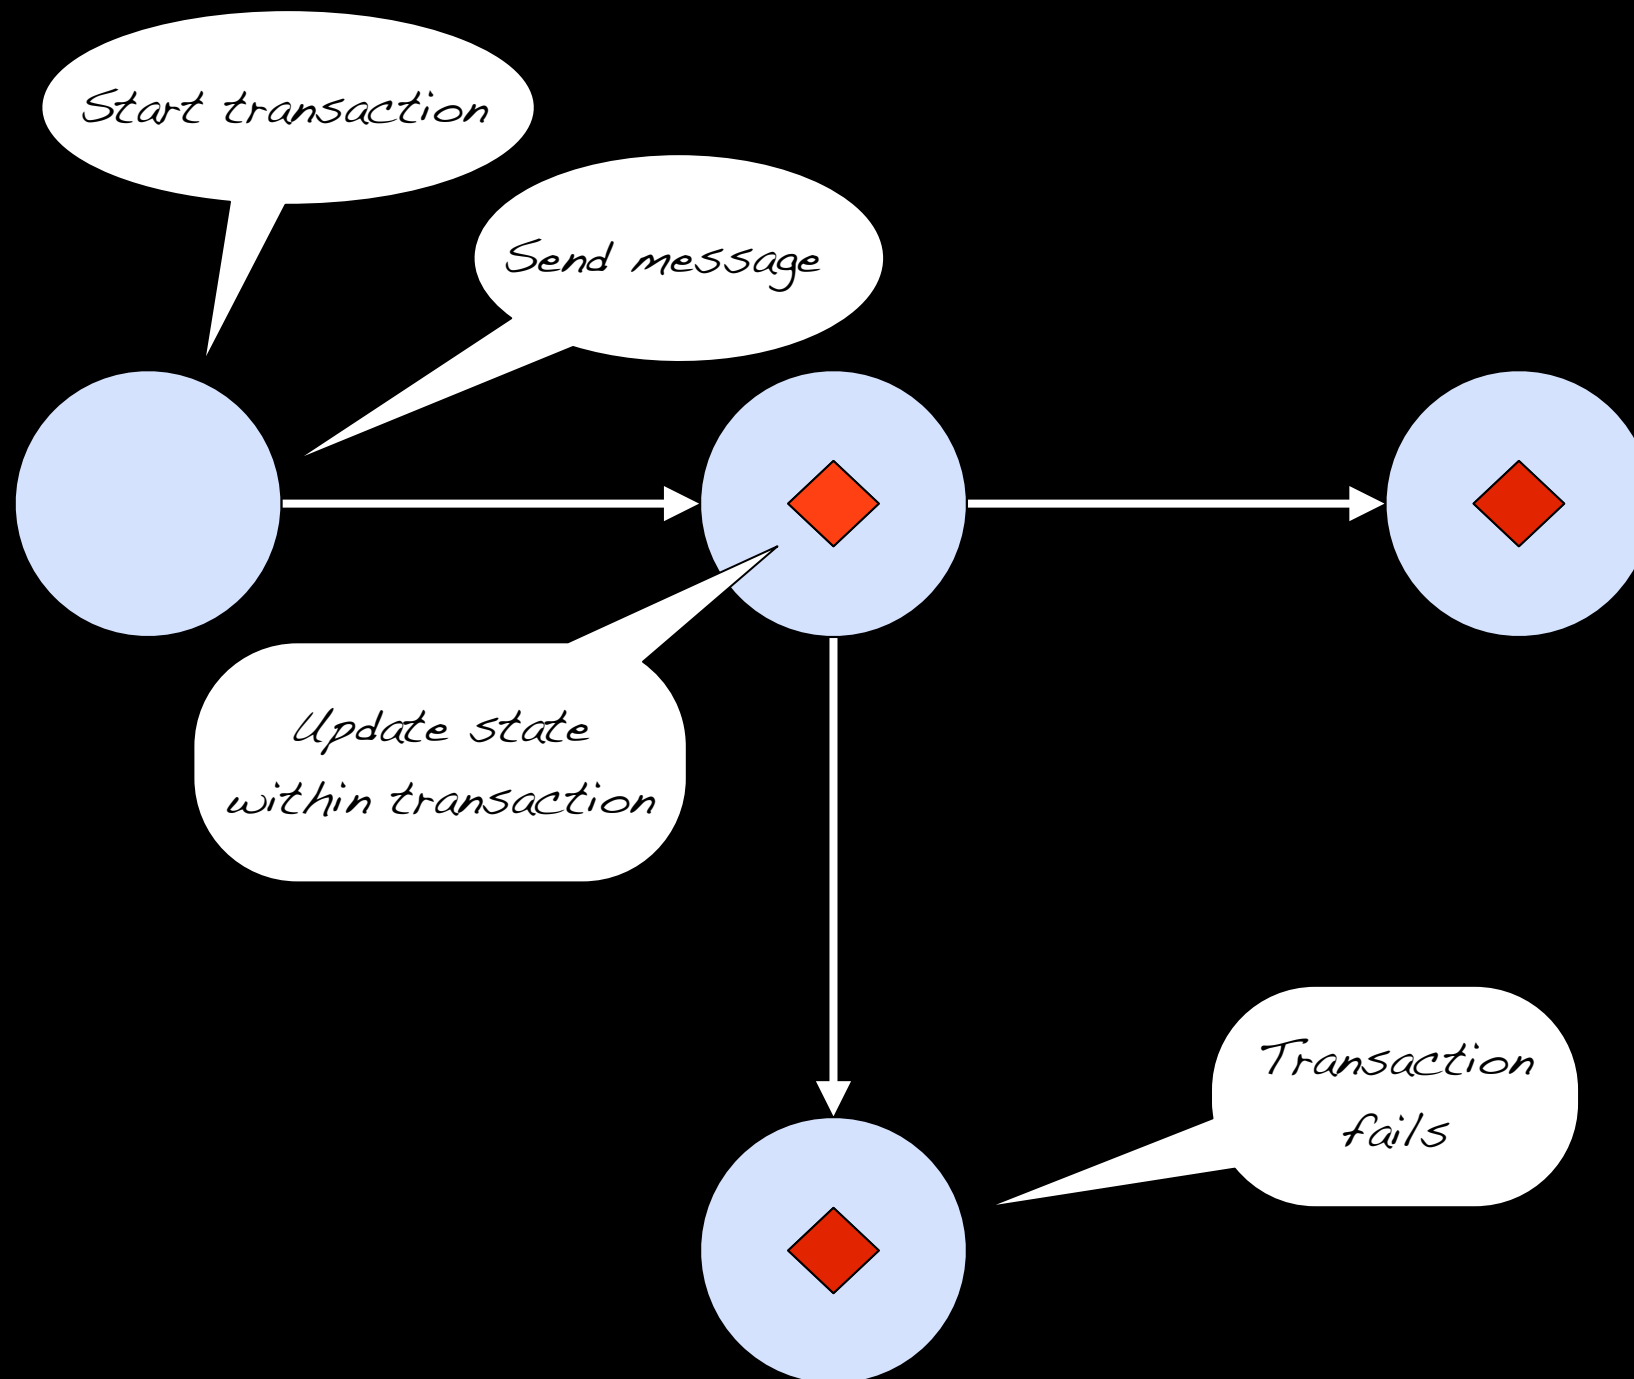 Start transaction
Send message
Update state
within transaction
Transaction
fails